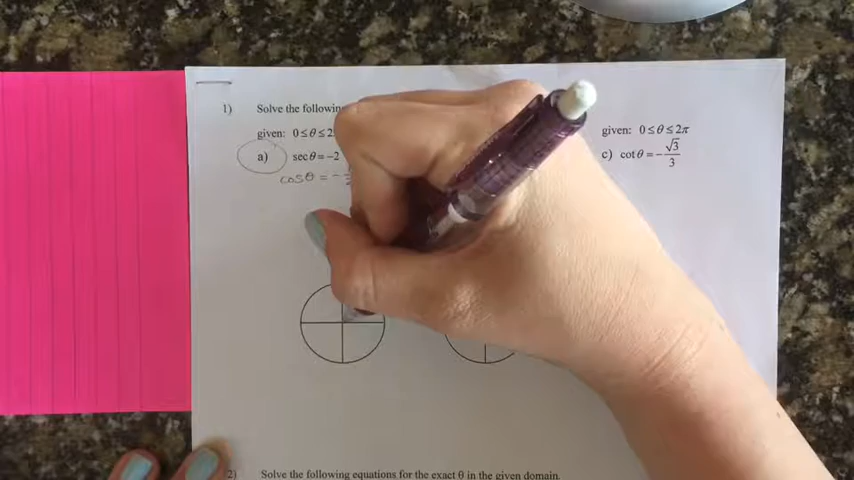 1) Solve the following
given: 0≤θ≤2
given: 0≤θ≤2π
a) secθ=−2
c) cotθ=−√3/3
cosθ = −
2) Solve the following equations for the exact θ in the given domain.